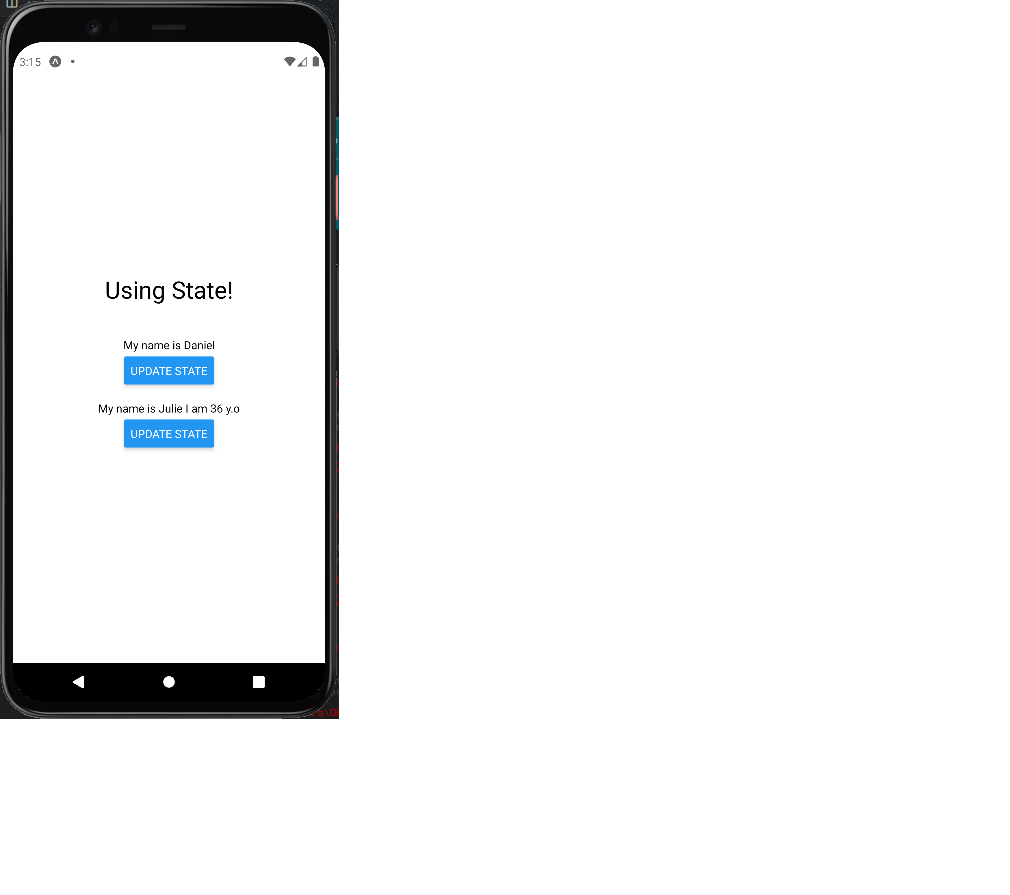 3:15
Using State!
My name is Daniel
UPDATE STATE
My name is Julie I am 36 y.o
UPDATE STATE